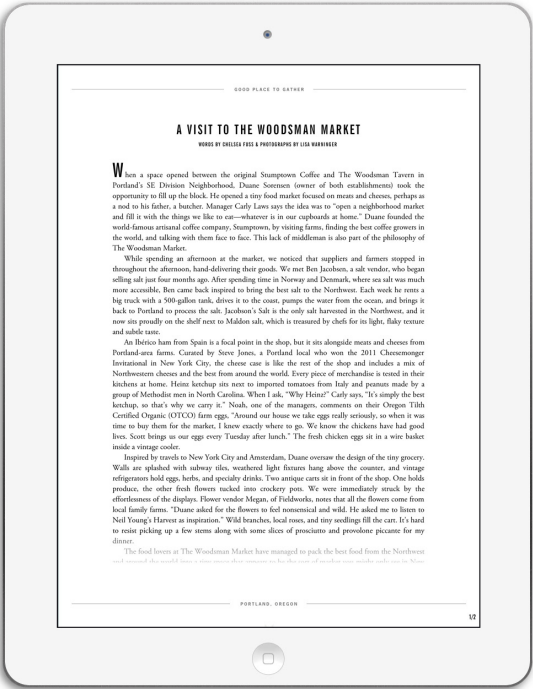 GOOD PLACE TO GATHER
A VISIT TO THE WOODSMAN MARKET
WORDS BY CHELSEA FUSS & PHOTOGRAPHS BY LISA WARNINGER
When a space opened between the original Stumptown Coffee and The Woodsman Tavern in
Portland's SE Division Neighborhood, Duane Sorensen (owner of both establishments) took the
opportunity to fill up the block. He opened a tiny food market focused on meats and cheeses, perhaps as
a nod to his father, a butcher. Manager Carly Laws says the idea was to "open a neighborhood market
and fill it with the things we like to eat—whatever is in our cupboards at home." Duane founded the
world-famous artisanal coffee company, Stumptown, by visiting farms, finding the best coffee growers in
the world, and talking with them face to face. This lack of middleman is also part of the philosophy of
The Woodsman Market.
While spending an afternoon at the market, we noticed that suppliers and farmers stopped in
throughout the afternoon, hand-delivering their goods. We met Ben Jacobsen, a salt vendor, who began
selling salt just four months ago. After spending time in Norway and Denmark, where sea salt was much
more accessible, Ben came back inspired to bring the best salt to the Northwest. Each week he rents a
big truck with a 500-gallon tank, drives it to the coast, pumps the water from the ocean, and brings it
back to Portland to process the salt. Jacobson's Salt is the only salt harvested in the Northwest, and it
now sits proudly on the shelf next to Maldon salt, which is treasured by chefs for its light, flaky texture
and subtle taste.
An Ibérico ham from Spain is a focal point in the shop, but it sits alongside meats and cheeses from
Portland-area farms. Curated by Steve Jones, a Portland local who won the 2011 Cheesemonger
Invitational in New York City, the cheese case is like the rest of the shop and includes a mix of
Northwestern cheeses and the best from around the world. Every piece of merchandise is tested in their
kitchens at home. Heinz ketchup sits next to imported tomatoes from Italy and peanuts made by a
group of Methodist men in North Carolina. When I ask, "Why Heinz?" Carly says, "It's simply the best
ketchup, so that's why we carry it." Noah, one of the managers, comments on their Oregon Tilth
Certified Organic (OTCO) farm eggs, "Around our house we take eggs really seriously, so when it was
time to buy them for the market, I knew exactly where to go. We know the chickens have had good
lives. Scott brings us our eggs every Tuesday after lunch." The fresh chicken eggs sit in a wire basket
inside a vintage cooler.
Inspired by travels to New York City and Amsterdam, Duane oversaw the design of the tiny grocery.
Walls are splashed with subway tiles, weathered light fixtures hang above the counter, and vintage
refrigerators hold eggs, herbs, and specialty drinks. Two antique carts sit in front of the shop. One holds
produce, the other fresh flowers tucked into crockery pots. We were immediately struck by the
effortlessness of the displays. Flower vendor Megan, of Fieldworks, notes that all the flowers come from
local family farms. "Duane asked for the flowers to feel nonsensical and wild. He asked me to listen to
Neil Young's Harvest as inspiration." Wild branches, local roses, and tiny seedlings fill the cart. It's hard
to resist picking up a few stems along with some slices of prosciutto and provolone piccante for my
dinner.
The food lovers at The Woodsman Market have managed to pack the best food from the Northwest
PORTLAND, OREGON
1/2